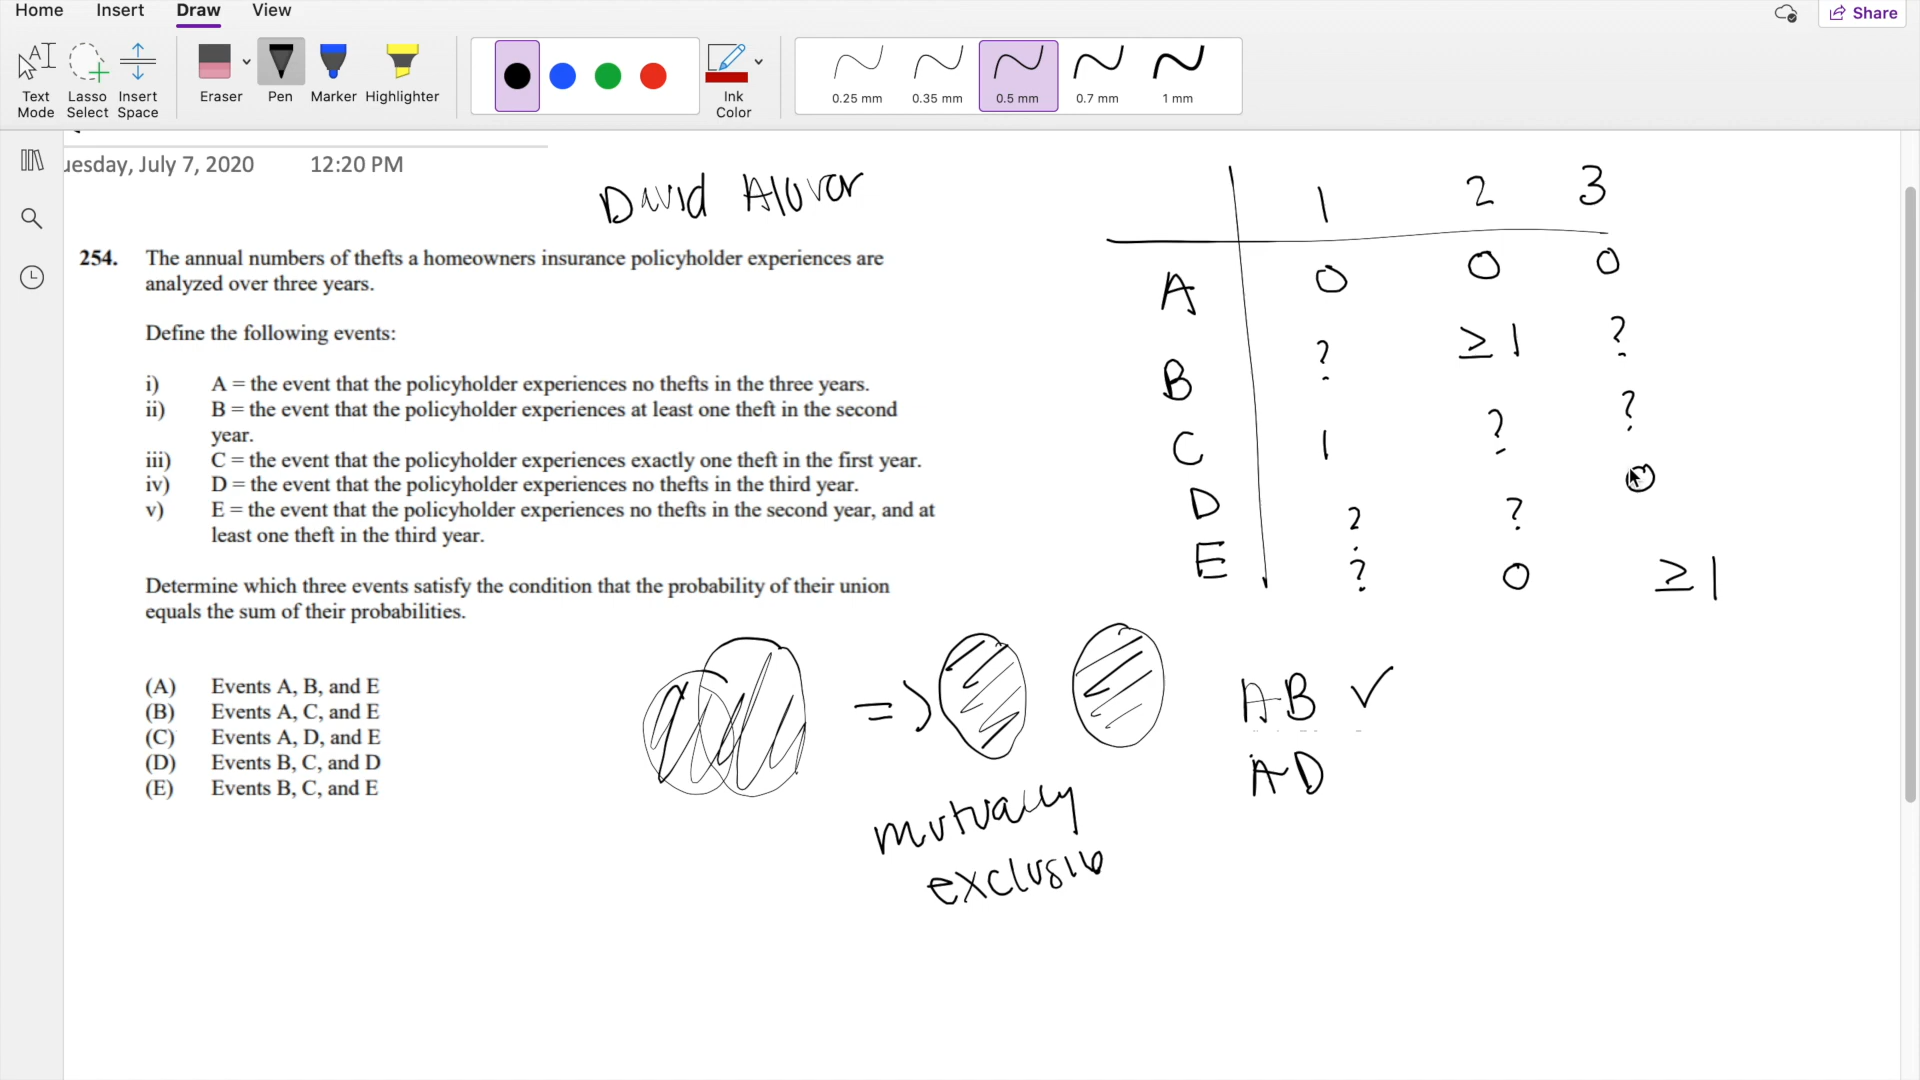 Home Insert Draw View
Share
Text Mode
Lasso Select
Insert Space
Eraser
Pen
Marker
Highlighter
Ink Color
0.25 mm
0.35 mm
0.5 mm
0.7 mm
1 mm
uesday, July 7, 2020 12:20 PM
David Alovor
254. The annual numbers of thefts a homeowners insurance policyholder experiences are
analyzed over three years.
Define the following events:
i) A = the event that the policyholder experiences no thefts in the three years.
ii) B = the event that the policyholder experiences at least one theft in the second
year.
iii) C = the event that the policyholder experiences exactly one theft in the first year.
iv) D = the event that the policyholder experiences no thefts in the third year.
v) E = the event that the policyholder experiences no thefts in the second year, and at
least one theft in the third year.
Determine which three events satisfy the condition that the probability of their union
equals the sum of their probabilities.
(A) Events A, B, and E
(B) Events A, C, and E
(C) Events A, D, and E
(D) Events B, C, and D
(E) Events B, C, and E
1 2 3
A 0 0 0
B ? ≥1 ?
C 1 ? ?
D ? ? 0
E ? 0 ≥1
=>
mutually
exclusiv
AB ✓
AD